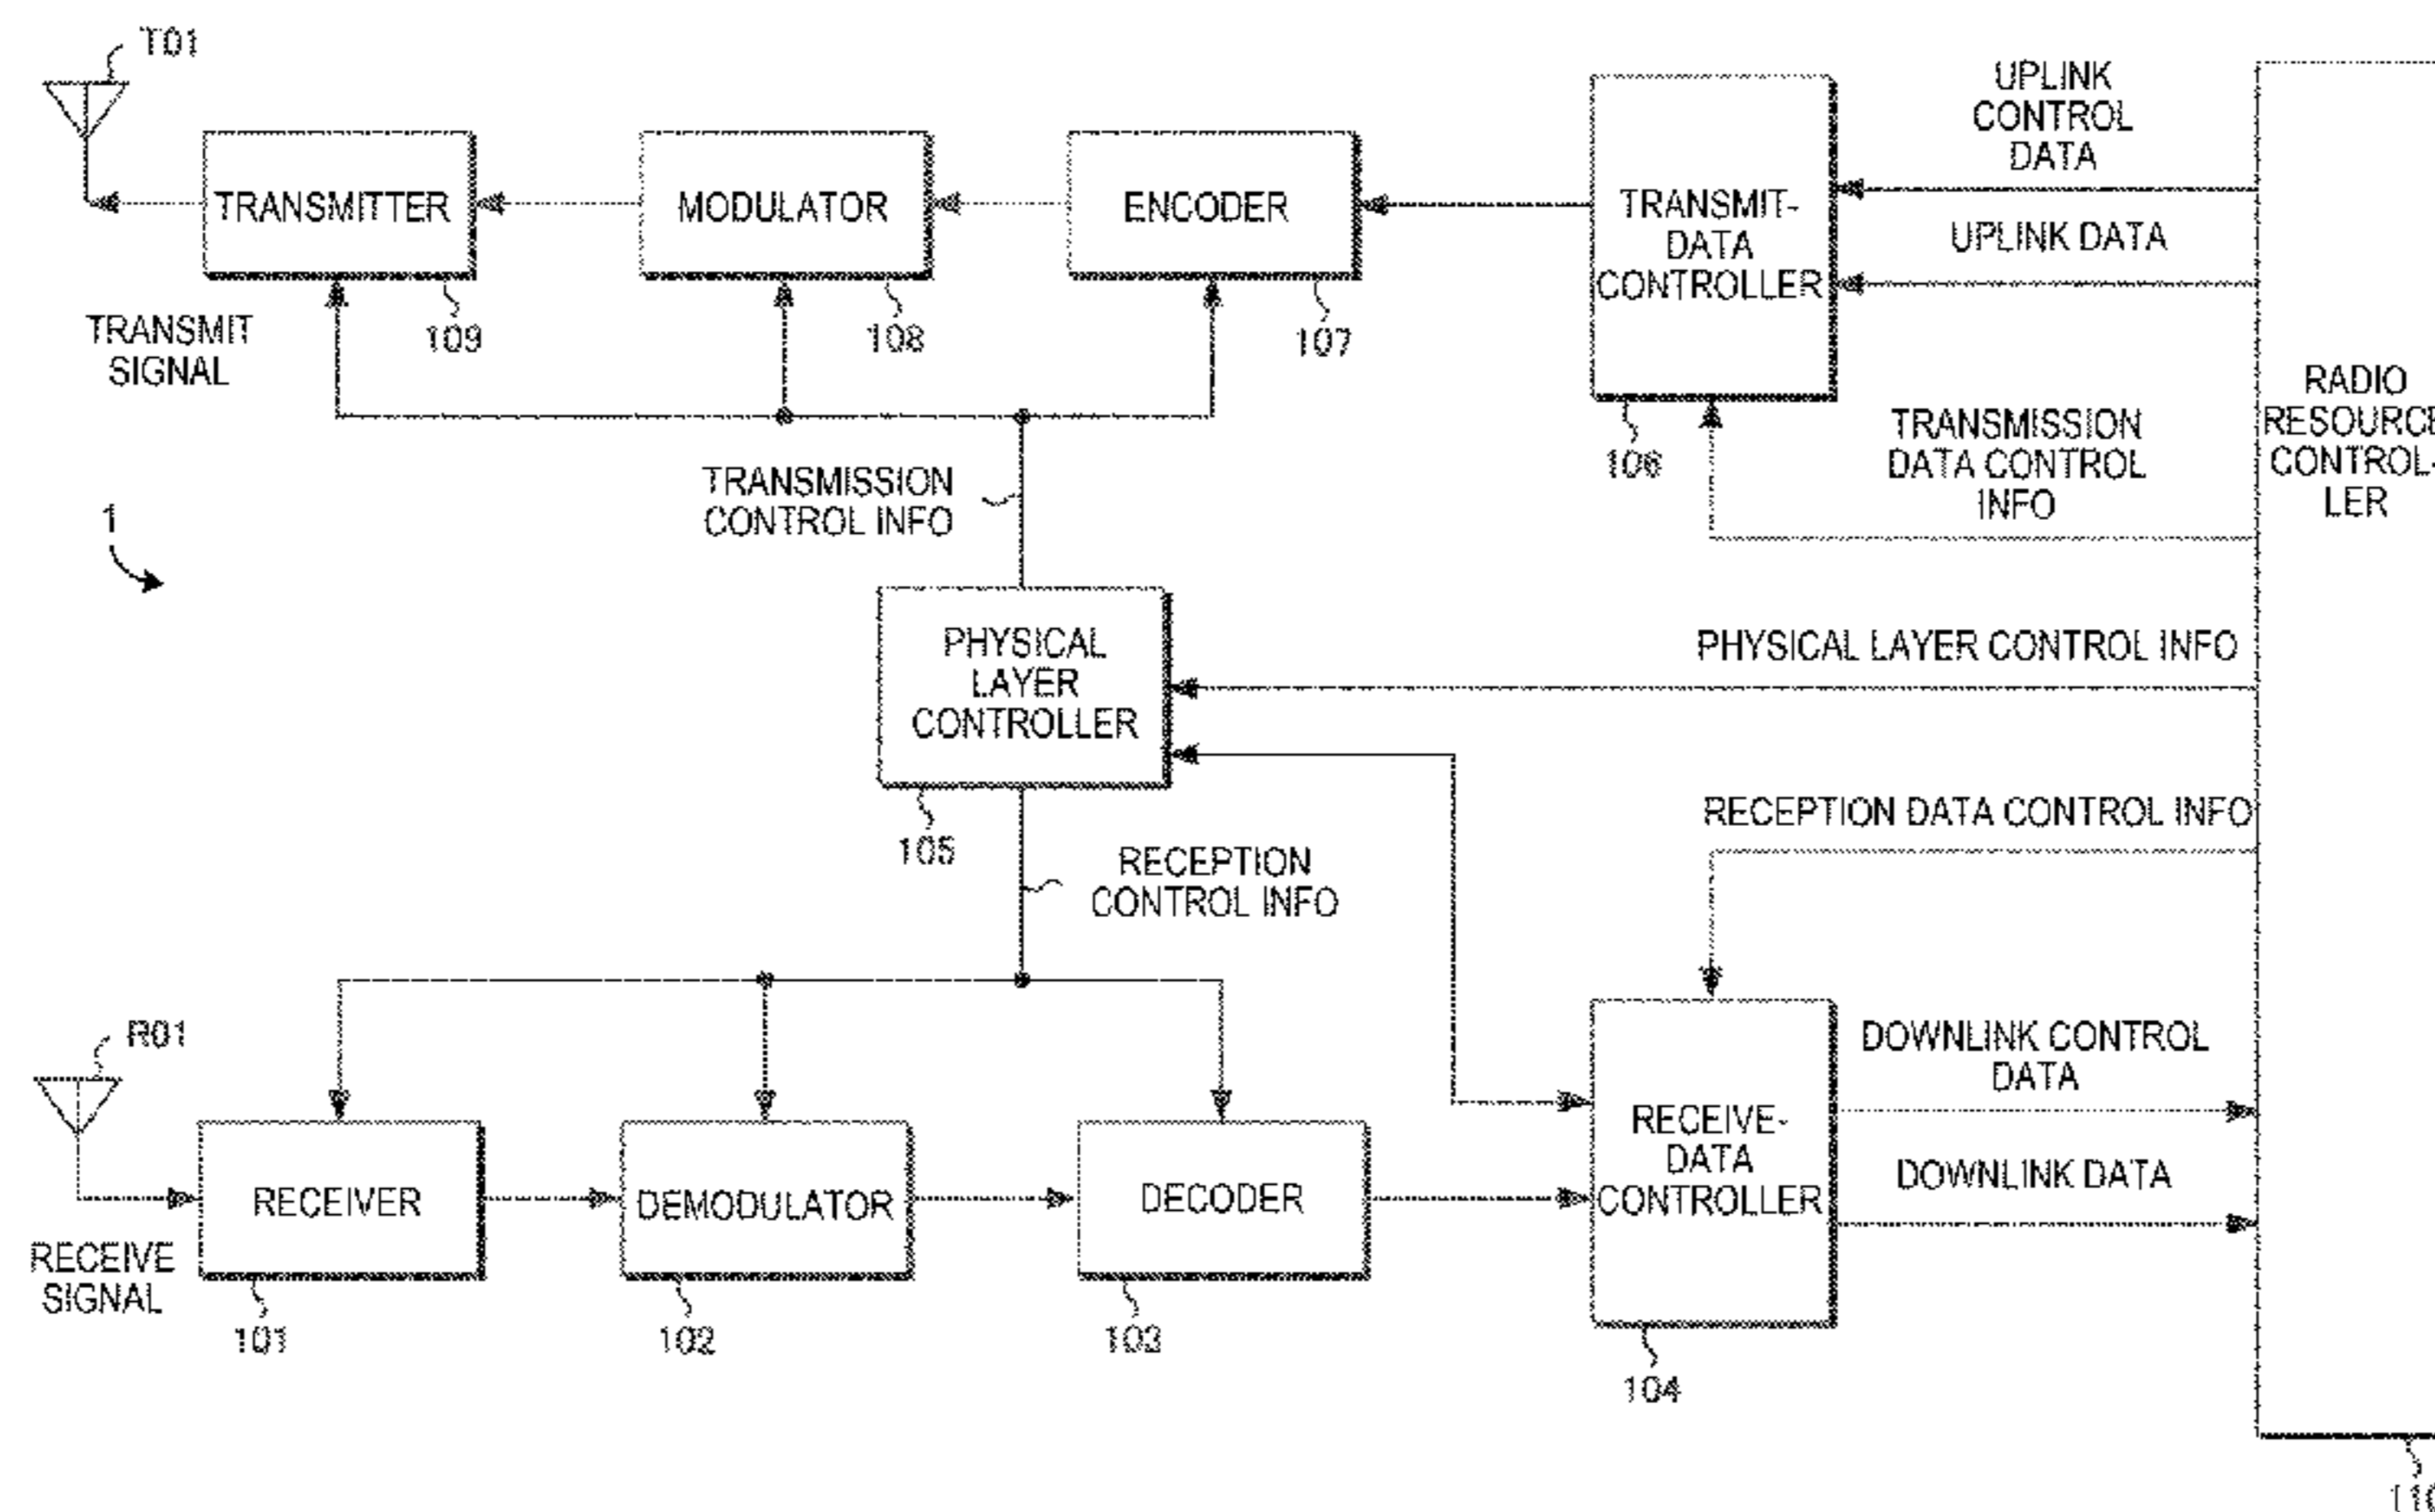 T01
TRANSMITTER
MODULATOR
ENCODER
TRANSMIT-
DATA
CONTROLLER
UPLINK
CONTROL
DATA
UPLINK DATA
TRANSMIT
SIGNAL
109
108
107
106
TRANSMISSION
DATA CONTROL
INFO
RADIO
RESOURCE
CONTROL-
LER
TRANSMISSION
CONTROL INFO
1
PHYSICAL
LAYER
CONTROLLER
PHYSICAL LAYER CONTROL INFO
105
RECEPTION DATA CONTROL INFO
RECEPTION
CONTROL INFO
R01
RECEIVER
DEMODULATOR
DECODER
RECEIVE-
DATA
CONTROLLER
DOWNLINK CONTROL
DATA
DOWNLINK DATA
RECEIVE
SIGNAL
101
102
103
104